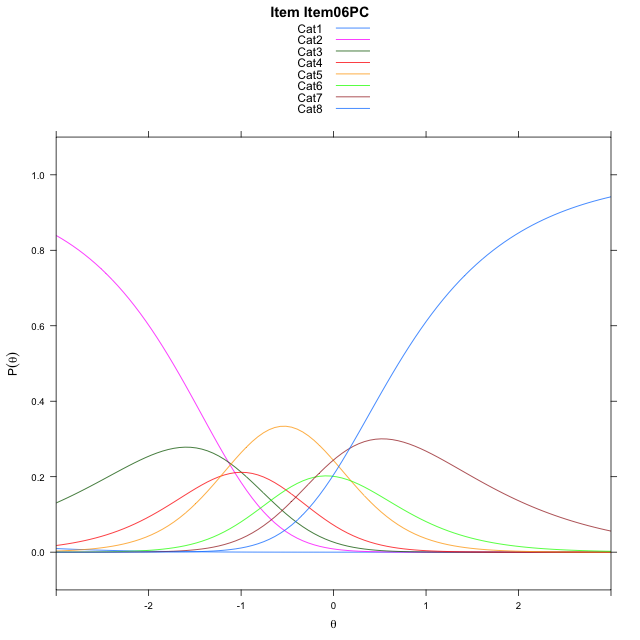 Item Item06PC
Cat1
Cat2
Cat3
Cat4
Cat5
Cat6
Cat7
Cat8
1.0
0.8
0.6
0.4
0.2
0.0
P(θ)
-2
-1
0
1
2
θ